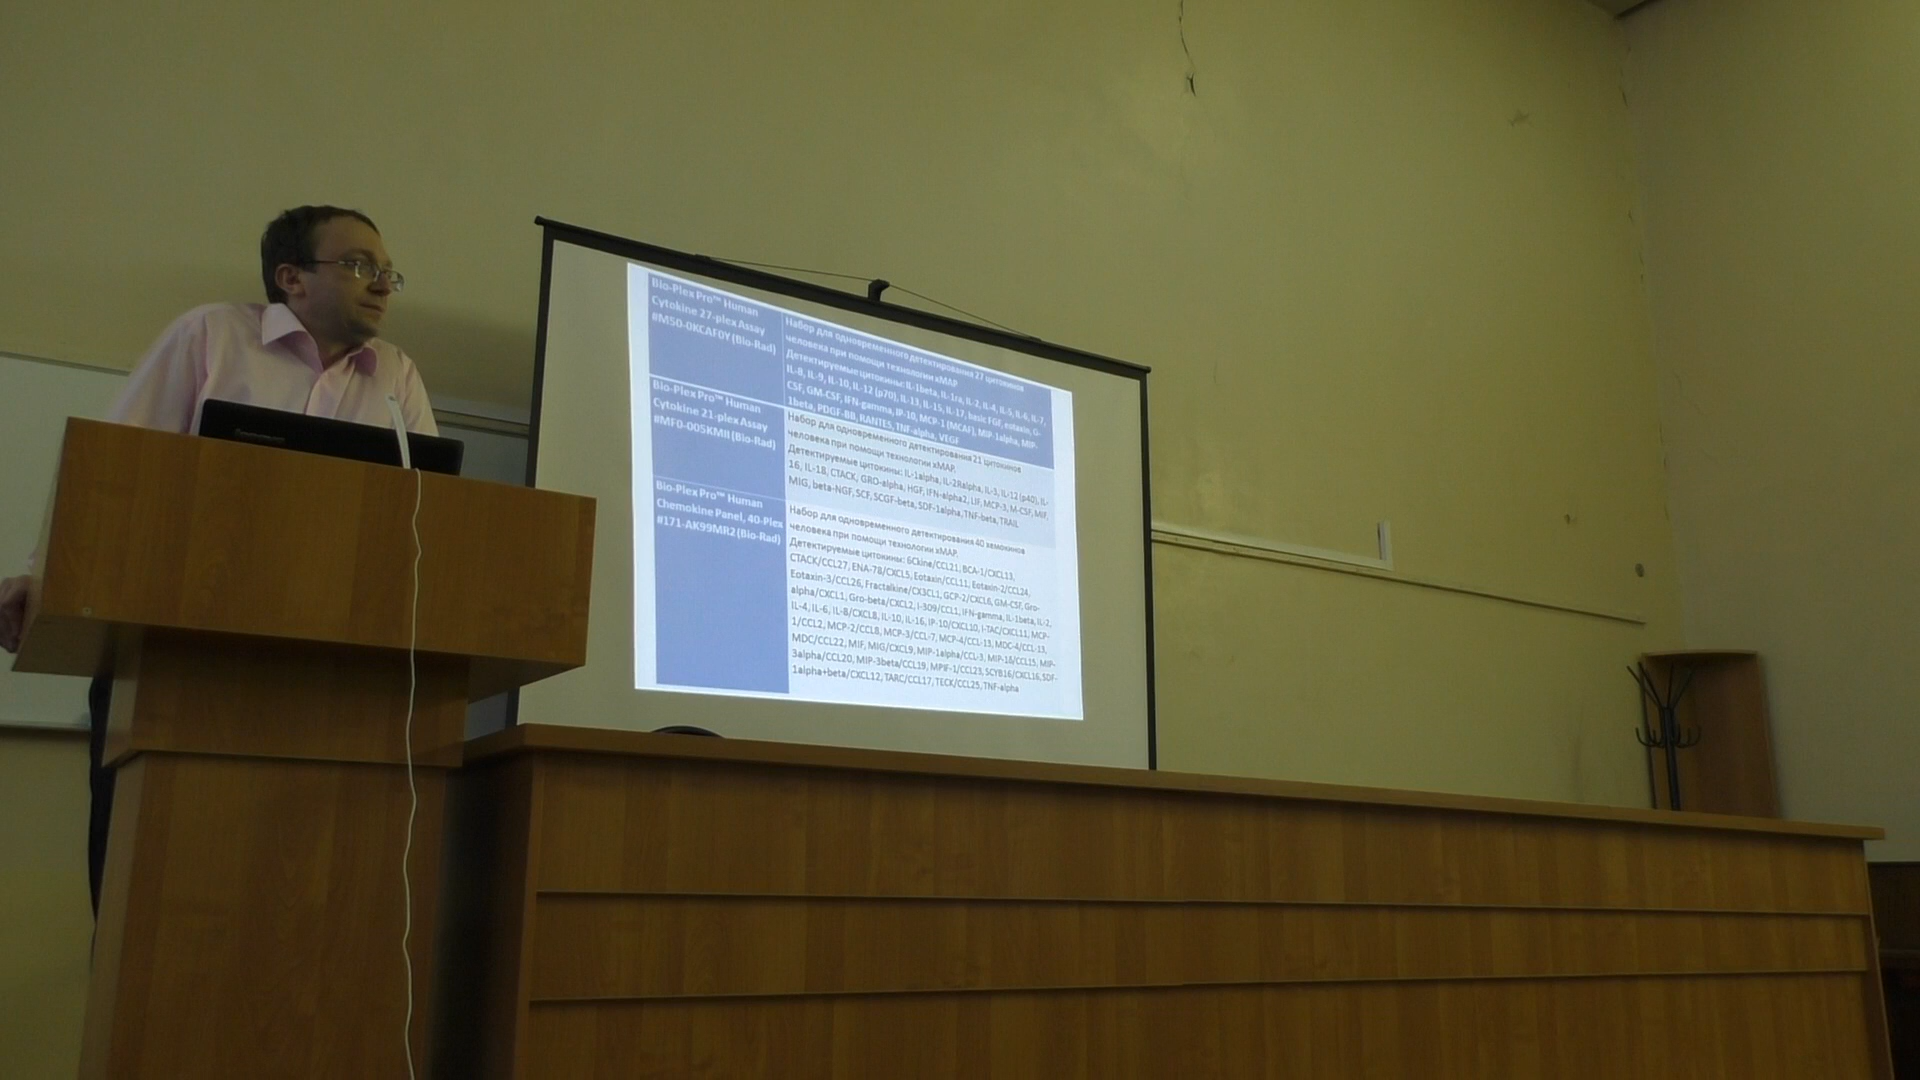 Bio-Plex Pro™ Human
Cytokine 27-plex Assay
#M50-0KCAF0Y (Bio-Rad)
Набор для одновременного детектирования 27 цитокинов
человека при помощи технологии xMAP
Детектируемые цитокины: IL-1beta, IL-1ra, IL-2, IL-4, IL-5, IL-6, IL-7,
IL-8, IL-9, IL-10, IL-12 (p70), IL-13, IL-15, IL-17, basic FGF, eotaxin, G-
CSF, GM-CSF, IFN-gamma, IP-10, MCP-1 (MCAF), MIP-1alpha, MIP-
1beta, PDGF-BB, RANTES, TNF-alpha, VEGF
Bio-Plex Pro™ Human
Cytokine 21-plex Assay
#MF0-005KMII (Bio-Rad)
Набор для одновременного детектирования 21 цитокинов
человека при помощи технологии xMAP.
Детектируемые цитокины: IL-1alpha, IL-2Ralpha, IL-3, IL-12 (p40), IL-
16, IL-18, CTACK, GRO-alpha, HGF, IFN-alpha2, LIF, MCP-3, M-CSF, MIF,
MIG, beta-NGF, SCF, SCGF-beta, SDF-1alpha, TNF-beta, TRAIL
Bio-Plex Pro™ Human
Chemokine Panel, 40-Plex
#171-AK99MR2 (Bio-Rad)
Набор для одновременного детектирования 40 хемокинов
человека при помощи технологии xMAP.
Детектируемые цитокины: 6Ckine/CCL21, BCA-1/CXCL13,
CTACK/CCL27, ENA-78/CXCL5, Eotaxin/CCL11, Eotaxin-2/CCL24,
Eotaxin-3/CCL26, Fractalkine/CX3CL1, GCP-2/CXCL6, GM-CSF, Gro-
alpha/CXCL1, Gro-beta/CXCL2, I-309/CCL1, IFN-gamma, IL-1beta, IL-2,
IL-4, IL-6, IL-8/CXCL8, IL-10, IL-16, IP-10/CXCL10, I-TAC/CXCL11, MCP-
1/CCL2, MCP-2/CCL8, MCP-3/CCL-7, MCP-4/CCL-13, MDC-4/CCL-13,
MDC/CCL22, MIF, MIG/CXCL9, MIP-1alpha/CCL-3, MIP-1δ/CCL15, MIP-
3alpha/CCL20, MIP-3beta/CCL19, MPIF-1/CCL23, SCYB16/CXCL16, SDF-
1alpha+beta/CXCL12, TARC/CCL17, TECK/CCL25, TNF-alpha